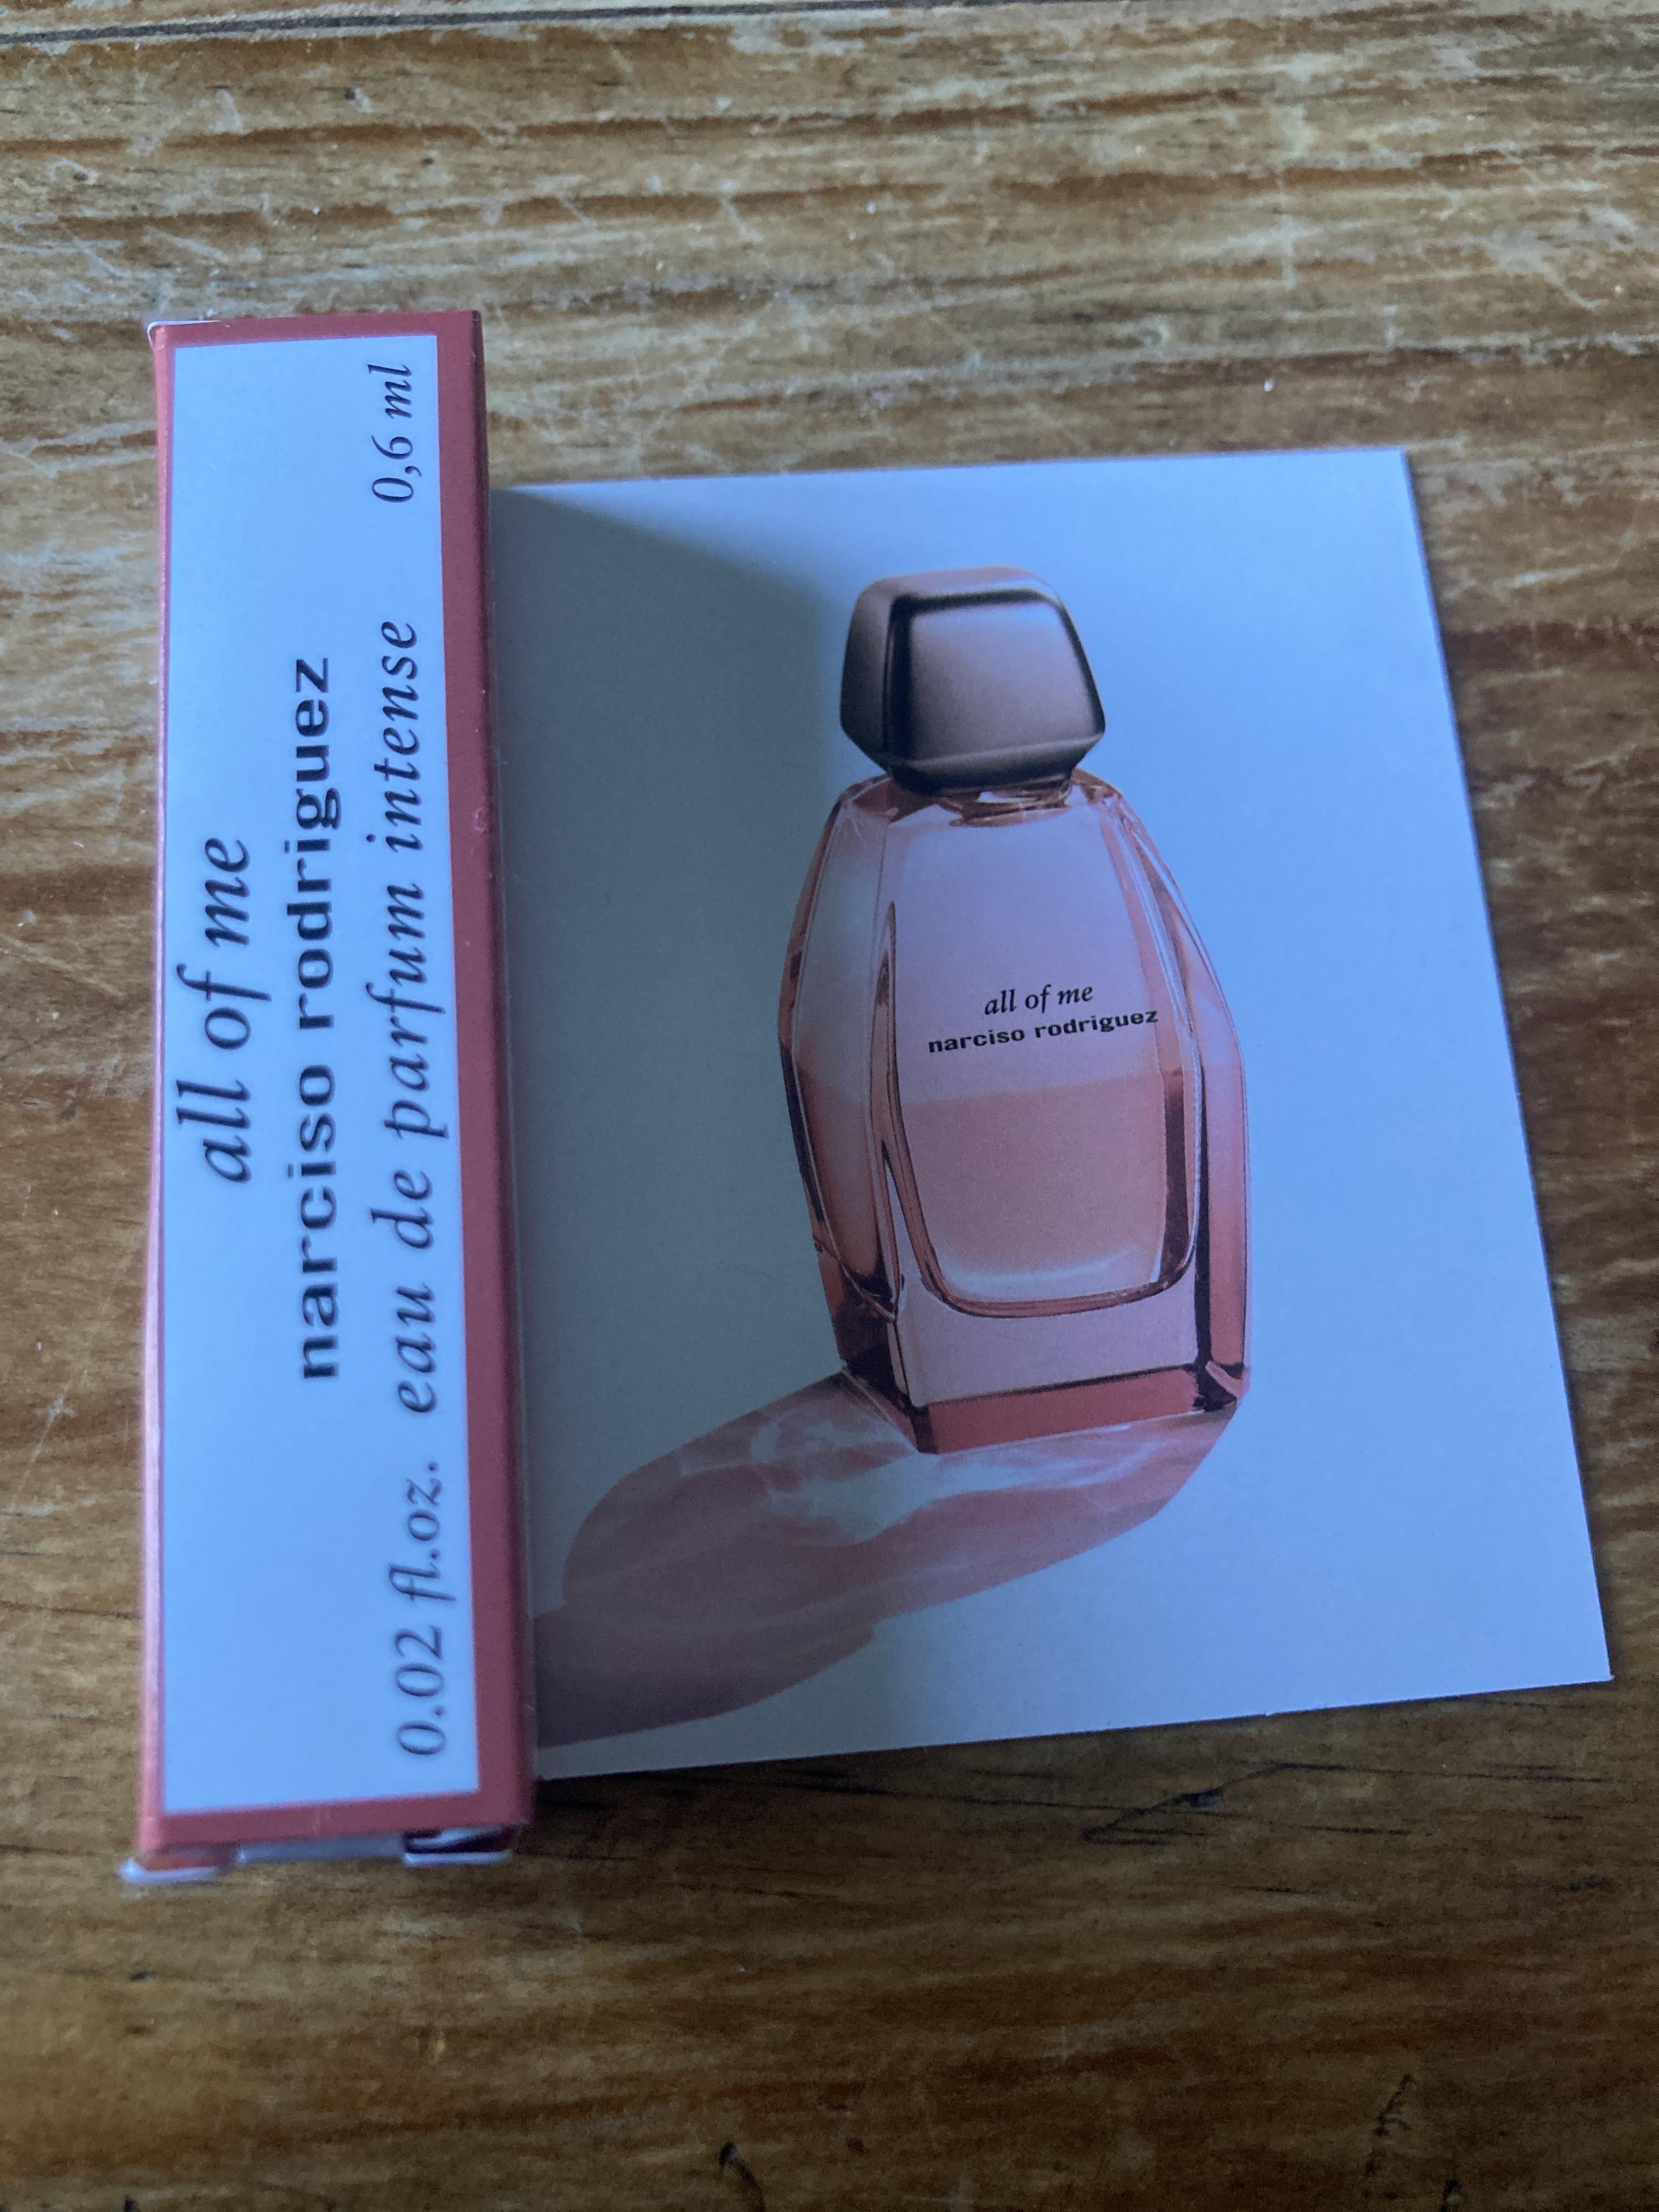 all of me
narciso rodriguez
0.02 fl.oz. eau de parfum intense 0,6 ml
all of me
narciso rodriguez